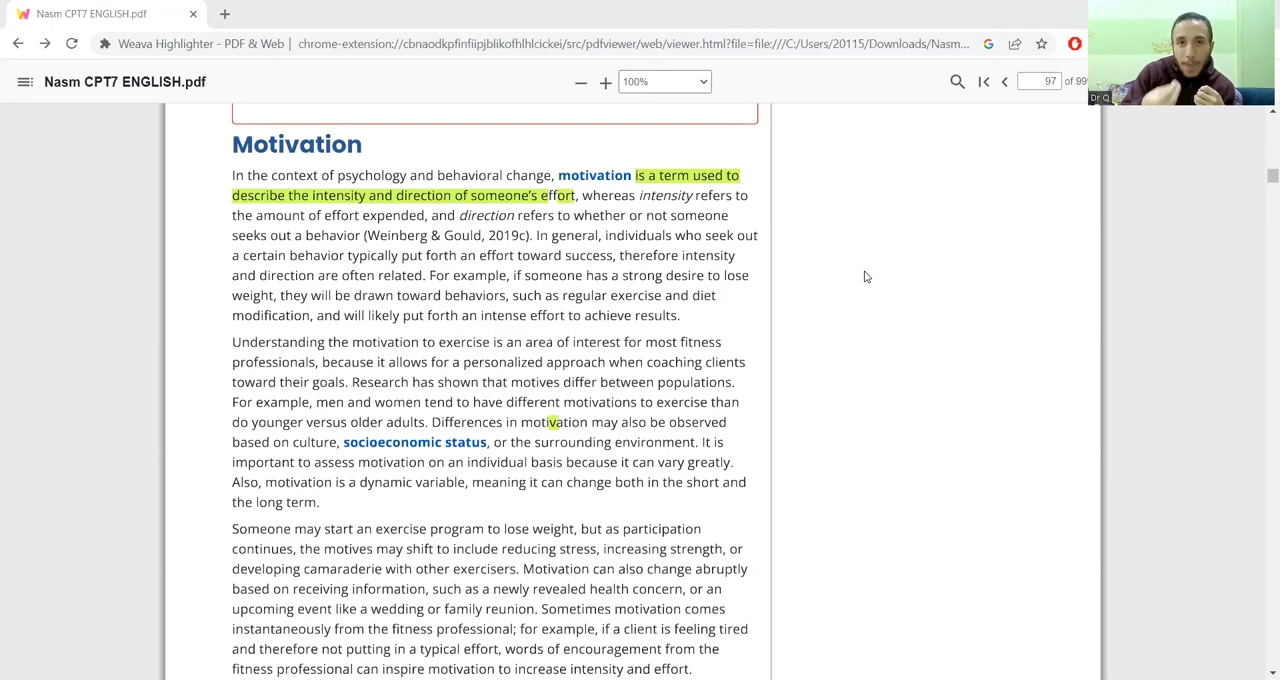 Nasm CPT7 ENGLISH.pdf
Weava Highlighter - PDF & Web | chrome-extension://cbnaodkpfinfiipjblikofhlhlcickei/src/pdfviewer/web/viewer.html?file=file:///C:/Users/20115/Downloads/Nasm...
Nasm CPT7 ENGLISH.pdf
100%
97 of 99
Dr Q
Motivation
In the context of psychology and behavioral change, motivation is a term used to
describe the intensity and direction of someone's effort, whereas intensity refers to
the amount of effort expended, and direction refers to whether or not someone
seeks out a behavior (Weinberg & Gould, 2019c). In general, individuals who seek out
a certain behavior typically put forth an effort toward success, therefore intensity
and direction are often related. For example, if someone has a strong desire to lose
weight, they will be drawn toward behaviors, such as regular exercise and diet
modification, and will likely put forth an intense effort to achieve results.
Understanding the motivation to exercise is an area of interest for most fitness
professionals, because it allows for a personalized approach when coaching clients
toward their goals. Research has shown that motives differ between populations.
For example, men and women tend to have different motivations to exercise than
do younger versus older adults. Differences in motivation may also be observed
based on culture, socioeconomic status, or the surrounding environment. It is
important to assess motivation on an individual basis because it can vary greatly.
Also, motivation is a dynamic variable, meaning it can change both in the short and
the long term.
Someone may start an exercise program to lose weight, but as participation
continues, the motives may shift to include reducing stress, increasing strength, or
developing camaraderie with other exercisers. Motivation can also change abruptly
based on receiving information, such as a newly revealed health concern, or an
upcoming event like a wedding or family reunion. Sometimes motivation comes
instantaneously from the fitness professional; for example, if a client is feeling tired
and therefore not putting in a typical effort, words of encouragement from the
fitness professional can inspire motivation to increase intensity and effort.